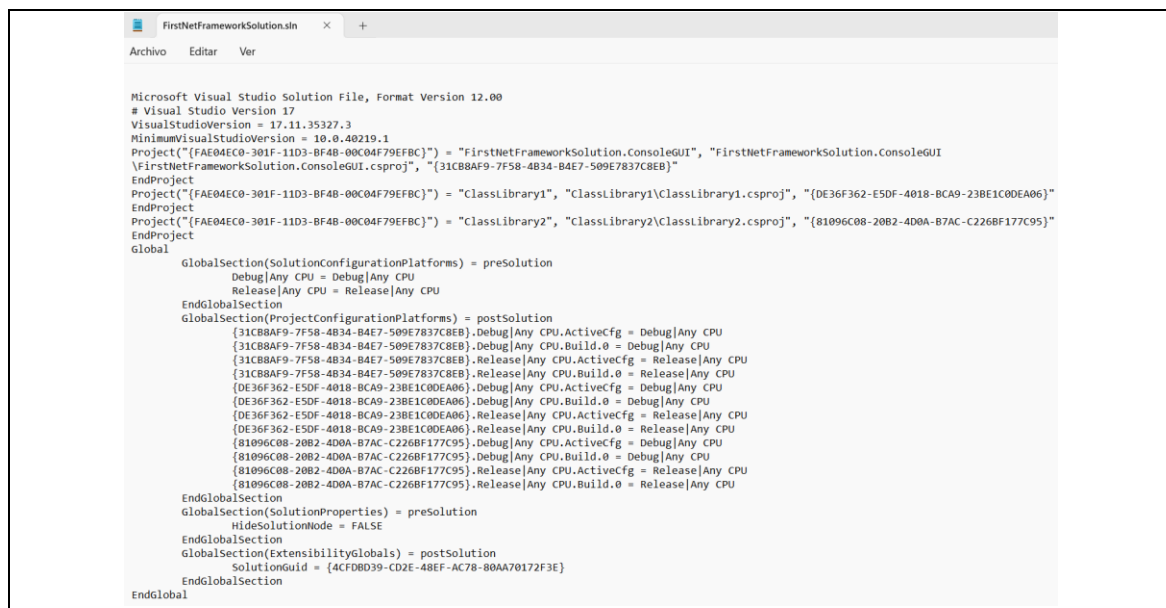 FirstNetFrameworkSolution.sln × +
Archivo Editar Ver
Microsoft Visual Studio Solution File, Format Version 12.00
# Visual Studio Version 17
VisualStudioVersion = 17.11.35327.3
MinimumVisualStudioVersion = 10.0.40219.1
Project("{FAE04EC0-301F-11D3-BF4B-00C04F79EFBC}") = "FirstNetFrameworkSolution.ConsoleGUI", "FirstNetFrameworkSolution.ConsoleGUI
\FirstNetFrameworkSolution.ConsoleGUI.csproj", "{31CB8AF9-7F58-4B34-B4E7-509E7837C8EB}"
EndProject
Project("{FAE04EC0-301F-11D3-BF4B-00C04F79EFBC}") = "ClassLibrary1", "ClassLibrary1\ClassLibrary1.csproj", "{DE36F362-E5DF-4018-BCA9-23BE1C0DEA06}"
EndProject
Project("{FAE04EC0-301F-11D3-BF4B-00C04F79EFBC}") = "ClassLibrary2", "ClassLibrary2\ClassLibrary2.csproj", "{81096C08-20B2-4D0A-B7AC-C226BF177C95}"
EndProject
Global
GlobalSection(SolutionConfigurationPlatforms) = preSolution
Debug|Any CPU = Debug|Any CPU
Release|Any CPU = Release|Any CPU
EndGlobalSection
GlobalSection(ProjectConfigurationPlatforms) = postSolution
{31CB8AF9-7F58-4B34-B4E7-509E7837C8EB}.Debug|Any CPU.ActiveCfg = Debug|Any CPU
{31CB8AF9-7F58-4B34-B4E7-509E7837C8EB}.Debug|Any CPU.Build.0 = Debug|Any CPU
{31CB8AF9-7F58-4B34-B4E7-509E7837C8EB}.Release|Any CPU.ActiveCfg = Release|Any CPU
{31CB8AF9-7F58-4B34-B4E7-509E7837C8EB}.Release|Any CPU.Build.0 = Release|Any CPU
{DE36F362-E5DF-4018-BCA9-23BE1C0DEA06}.Debug|Any CPU.ActiveCfg = Debug|Any CPU
{DE36F362-E5DF-4018-BCA9-23BE1C0DEA06}.Debug|Any CPU.Build.0 = Debug|Any CPU
{DE36F362-E5DF-4018-BCA9-23BE1C0DEA06}.Release|Any CPU.ActiveCfg = Release|Any CPU
{DE36F362-E5DF-4018-BCA9-23BE1C0DEA06}.Release|Any CPU.Build.0 = Release|Any CPU
{81096C08-20B2-4D0A-B7AC-C226BF177C95}.Debug|Any CPU.ActiveCfg = Debug|Any CPU
{81096C08-20B2-4D0A-B7AC-C226BF177C95}.Debug|Any CPU.Build.0 = Debug|Any CPU
{81096C08-20B2-4D0A-B7AC-C226BF177C95}.Release|Any CPU.ActiveCfg = Release|Any CPU
{81096C08-20B2-4D0A-B7AC-C226BF177C95}.Release|Any CPU.Build.0 = Release|Any CPU
EndGlobalSection
GlobalSection(SolutionProperties) = preSolution
HideSolutionNode = FALSE
EndGlobalSection
GlobalSection(ExtensibilityGlobals) = postSolution
SolutionGuid = {4CFDBD39-CD2E-48EF-AC78-80AA70172F3E}
EndGlobalSection
EndGlobal